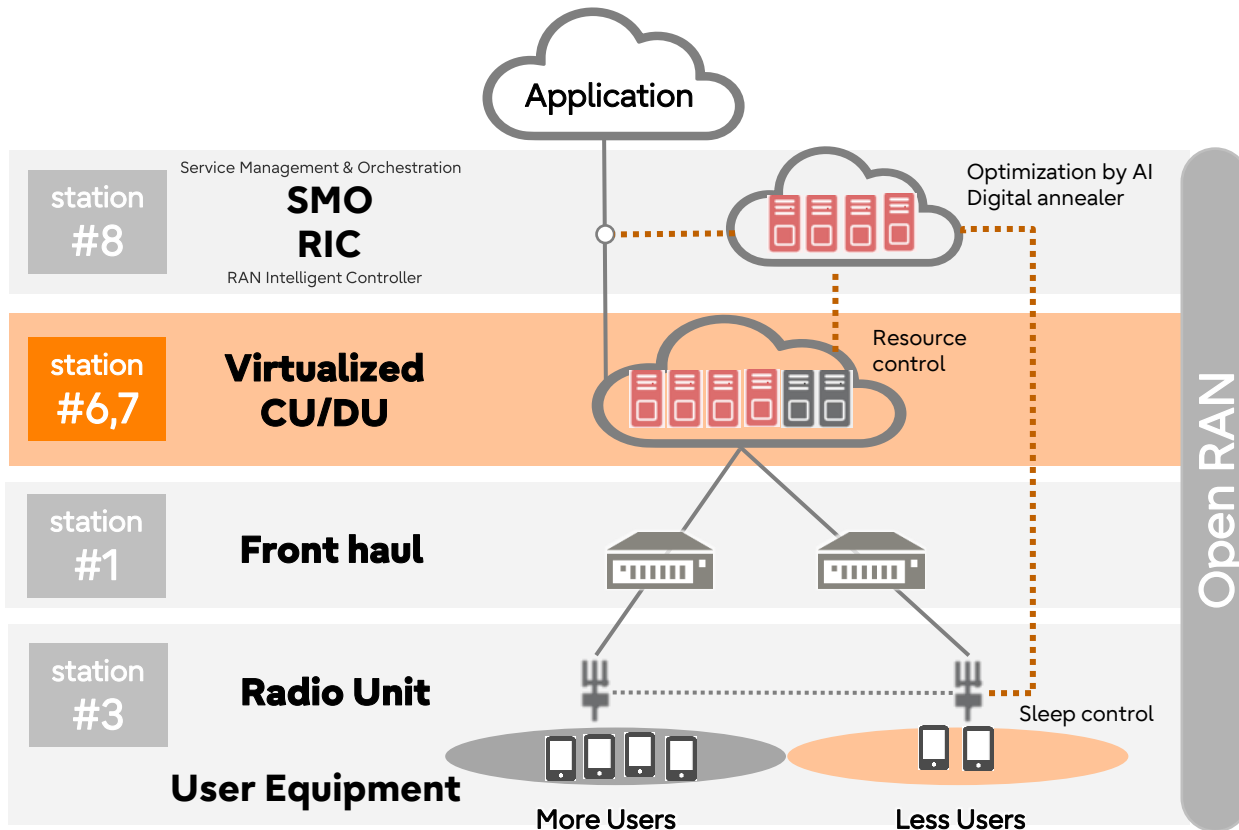 Application
station
#8
Service Management & Orchestration
SMO
RIC
RAN Intelligent Controller
Optimization by AI
Digital annealer
station
#6,7
Virtualized
CU/DU
Resource
control
station
#1
Front haul
station
#3
Radio Unit
Sleep control
User Equipment
More Users
Less Users
Open RAN